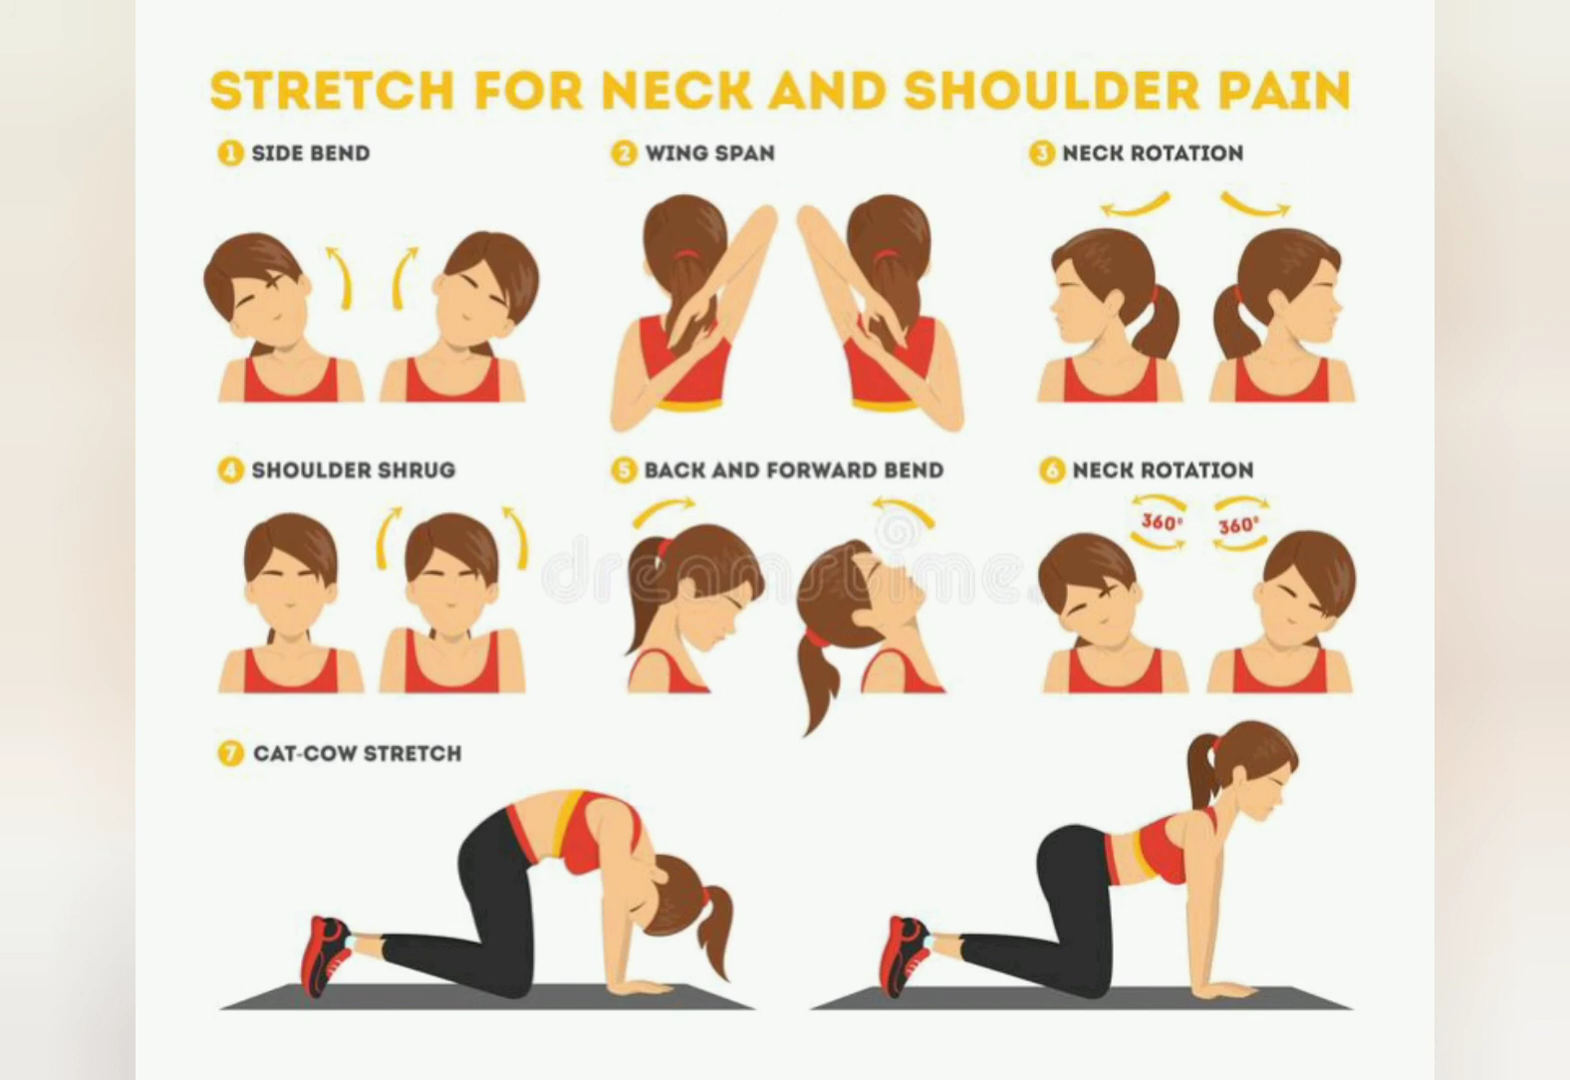 STRETCH FOR NECK AND SHOULDER PAIN
1 SIDE BEND
2 WING SPAN
3 NECK ROTATION
4 SHOULDER SHRUG
5 BACK AND FORWARD BEND
6 NECK ROTATION
360°
360°
dreamstime
7 CAT-COW STRETCH